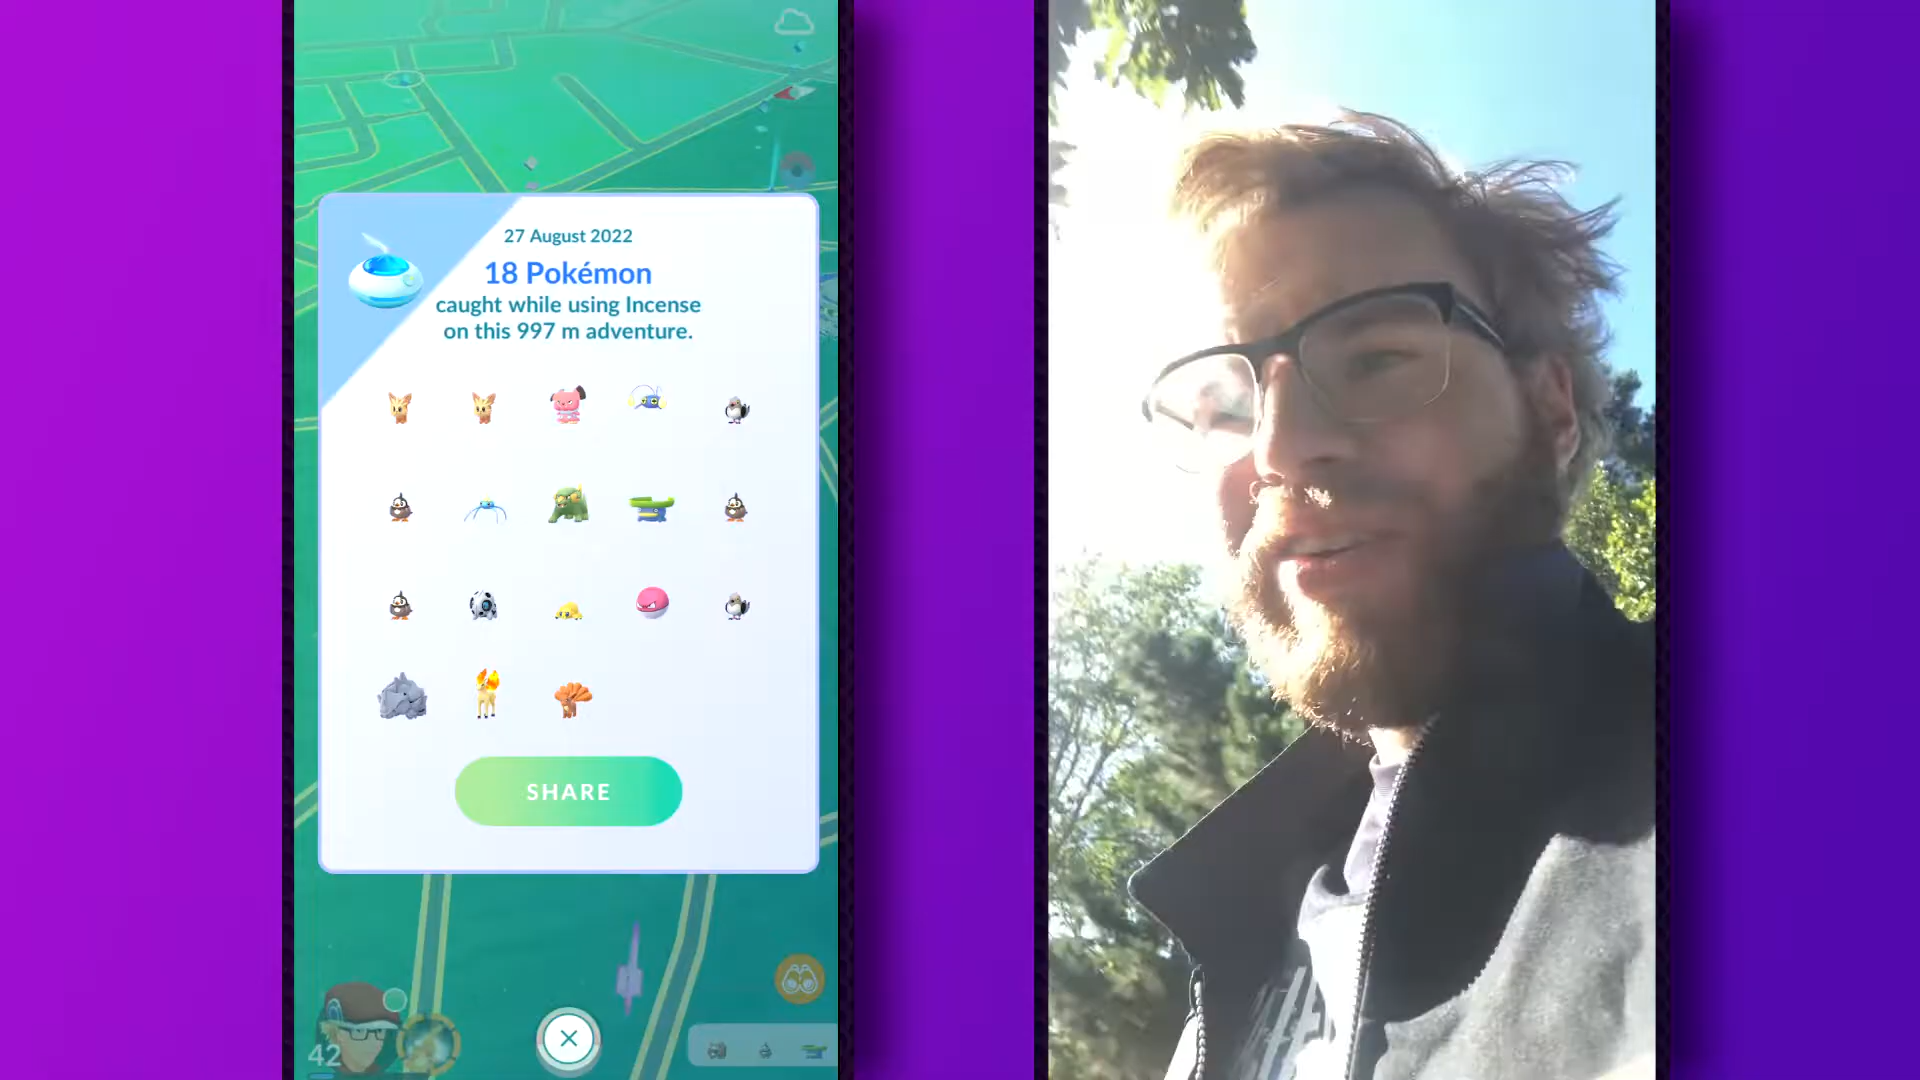 27 August 2022
18 Pokémon
caught while using Incense
on this 997 m adventure.
SHARE
42